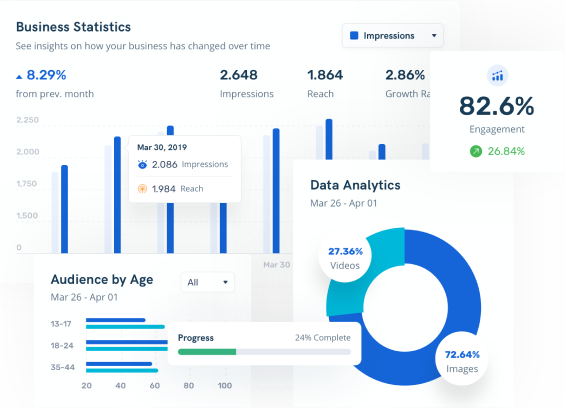 Business Statistics
See insights on how your business has changed over time
Impressions
8.29%
from prev. month
2.648
Impressions
1.864
Reach
2.86%
Growth Ra
82.6%
Engagement
26.84%
2,250
2,000
1,750
1,500
0
Mar 30, 2019
2.086 Impressions
1.984 Reach
Mar 30
Data Analytics
Mar 26 - Apr 01
27.36%
Videos
72.64%
Images
Audience by Age
Mar 26 - Apr 01
All
13-17
18-24
35-44
20 40 60 80 100
Progress
24% Complete